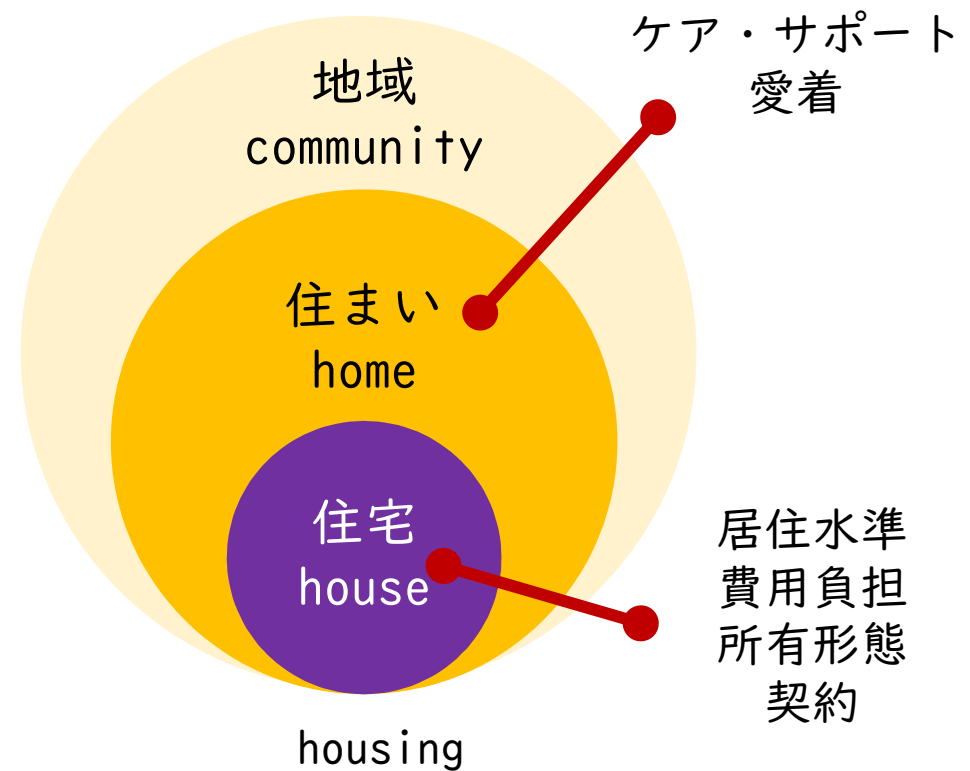 ケア・サポート
愛着
地域
community
住まい
home
住宅
house
居住水準
費用負担
所有形態
契約
housing